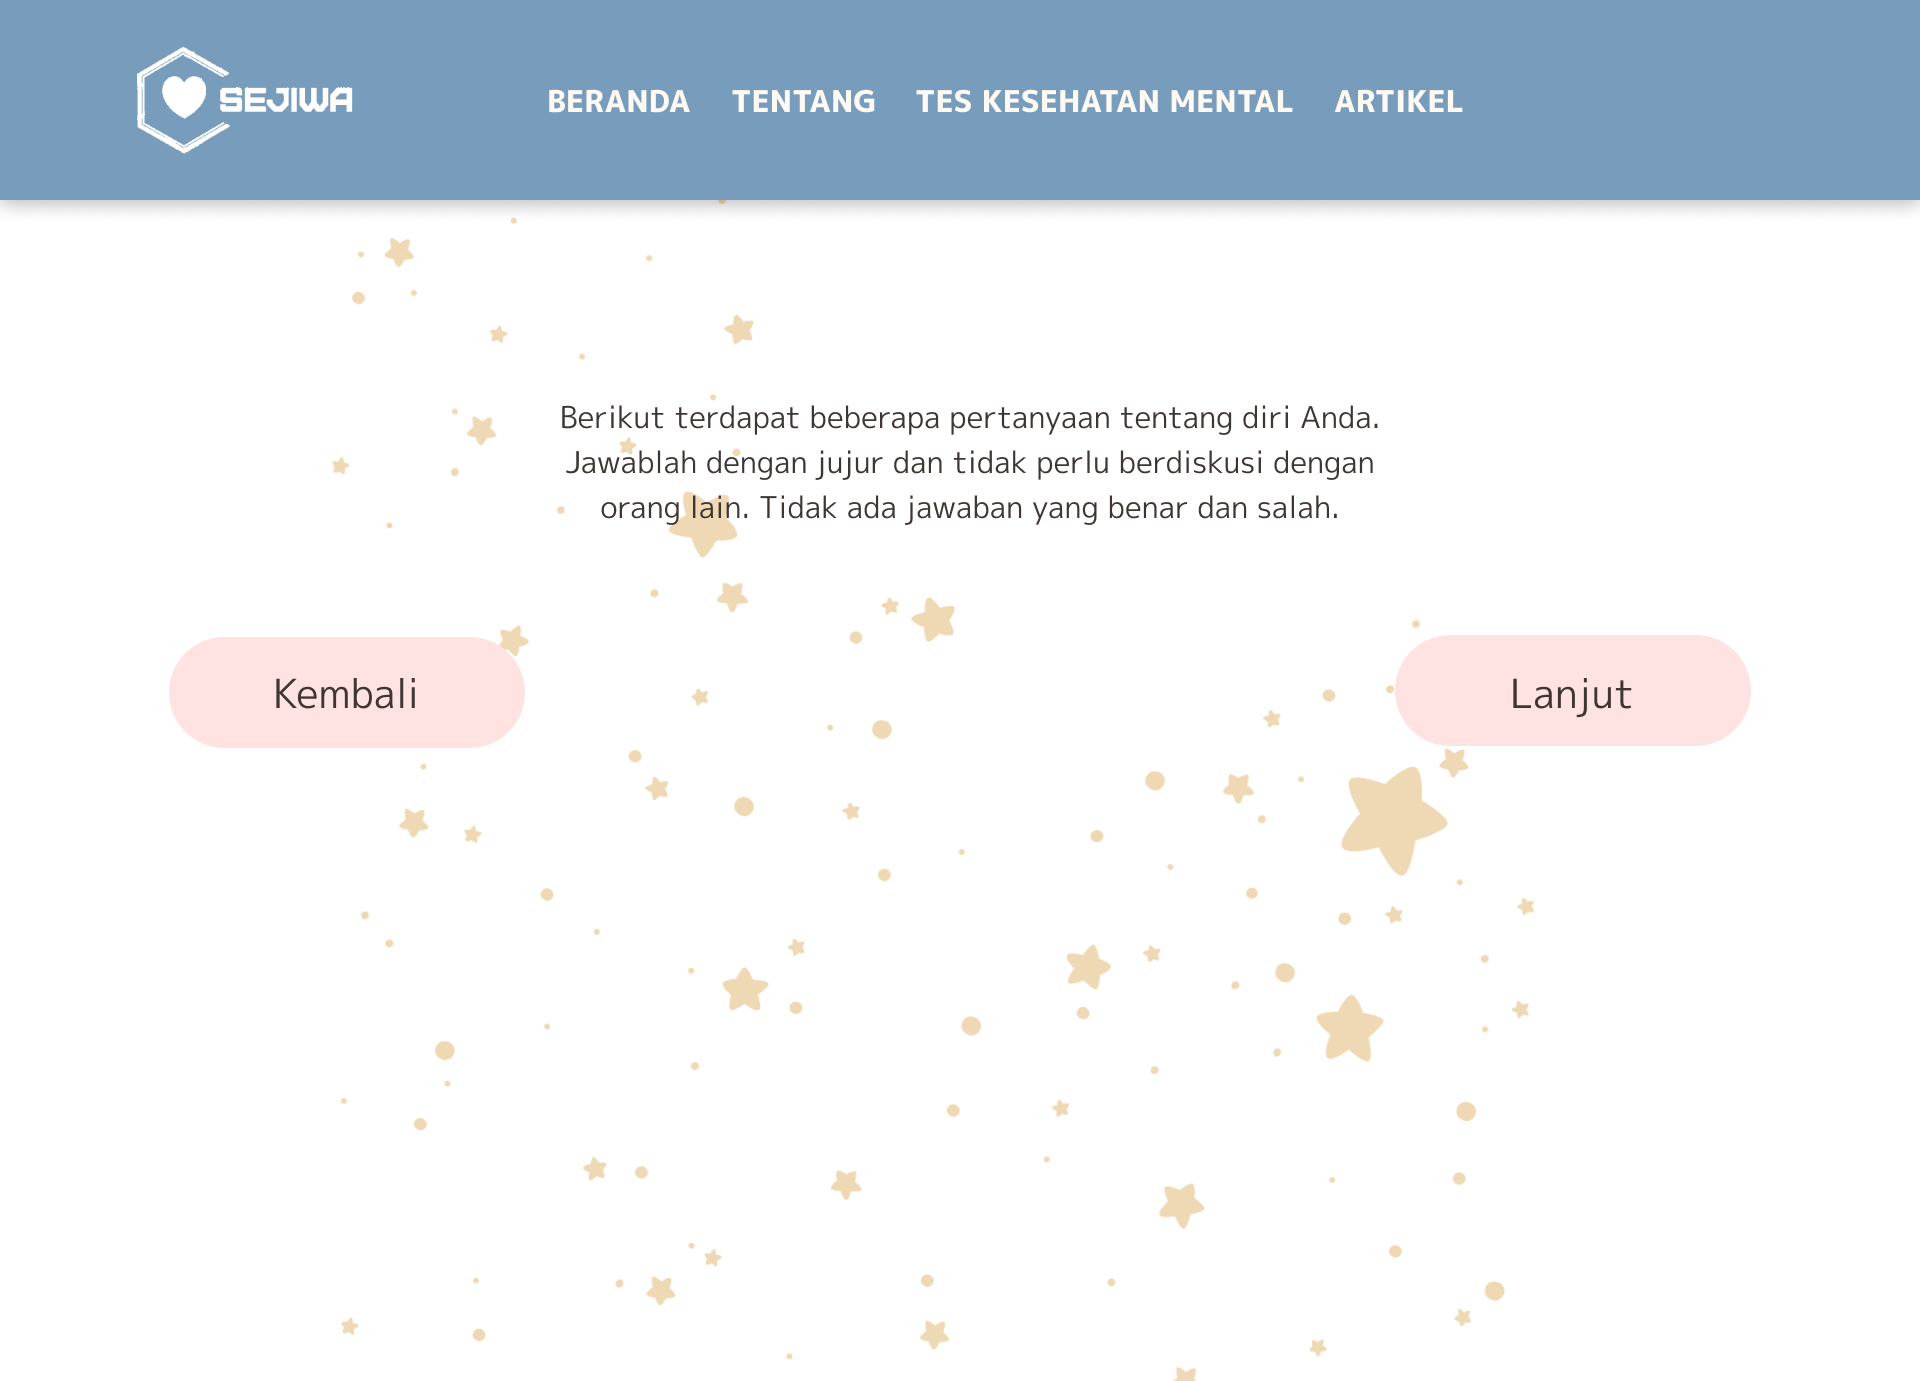 SEJIWA
BERANDA TENTANG TES KESEHATAN MENTAL ARTIKEL
Berikut terdapat beberapa pertanyaan tentang diri Anda.
Jawablah dengan jujur dan tidak perlu berdiskusi dengan
orang lain. Tidak ada jawaban yang benar dan salah.
Kembali
Lanjut